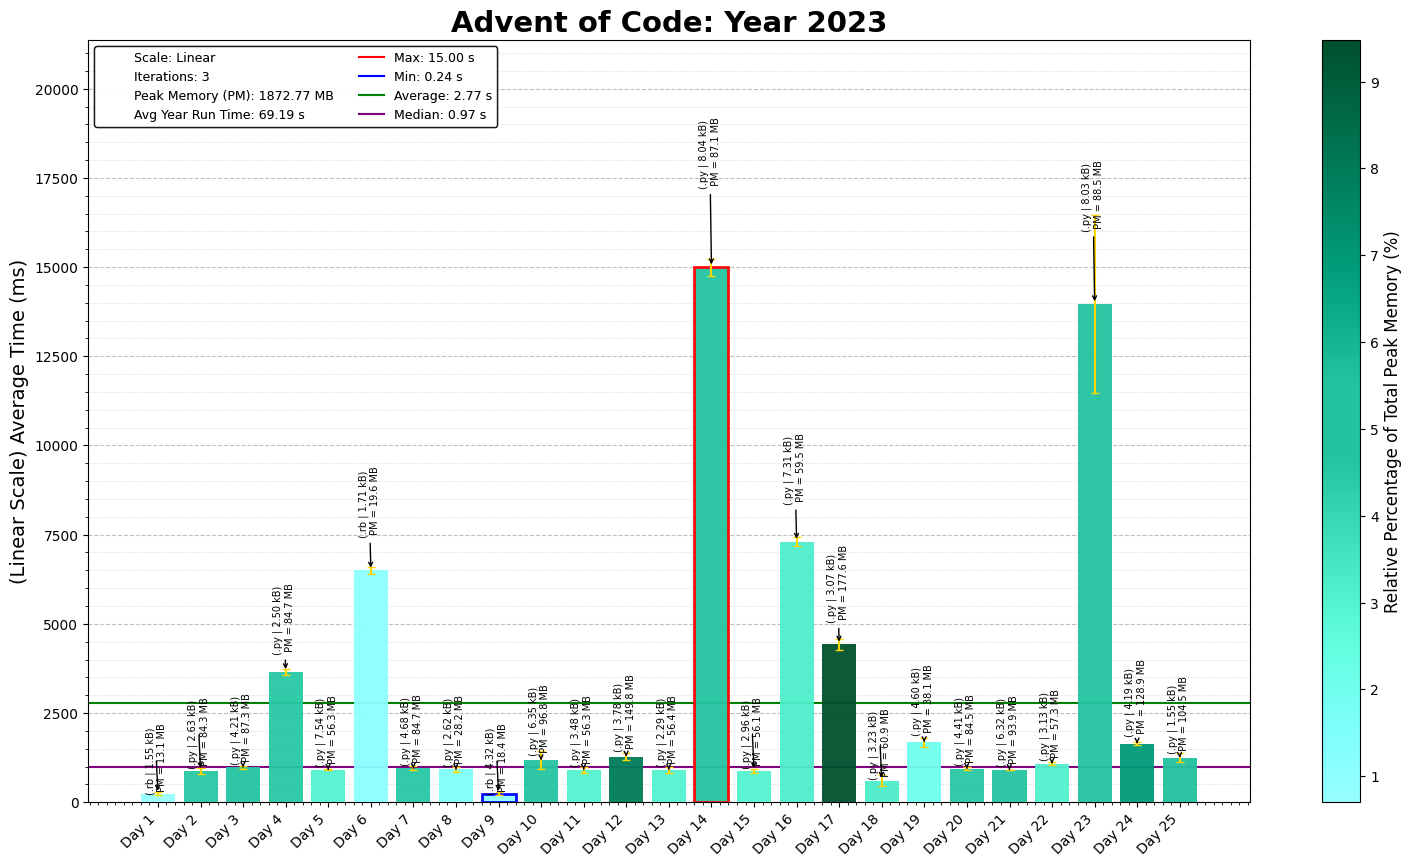 Advent of Code: Year 2023
Scale: Linear
Iterations: 3
Peak Memory (PM): 1872.77 MB
Avg Year Run Time: 69.19 s
Max: 15.00 s
Min: 0.24 s
Average: 2.77 s
Median: 0.97 s
(Linear Scale) Average Time (ms)
20000
17500
15000
12500
10000
7500
5000
2500
0
(.rb | 1.55 kB)
PM = 13.1 MB
(.py | 2.63 kB)
PM = 84.3 MB
(.py | 4.21 kB)
PM = 87.3 MB
(.py | 2.50 kB)
PM = 84.7 MB
(.py | 7.54 kB)
PM = 56.3 MB
(.rb | 1.71 kB)
PM = 19.6 MB
(.py | 4.68 kB)
PM = 84.7 MB
(.py | 2.62 kB)
PM = 28.2 MB
(.rb | 4.32 kB)
PM = 18.4 MB
(.py | 6.35 kB)
PM = 96.8 MB
(.py | 3.48 kB)
PM = 56.3 MB
(.py | 3.78 kB)
PM = 149.8 MB
(.py | 2.29 kB)
PM = 56.4 MB
(.py | 8.04 kB)
PM = 87.1 MB
(.py | 2.96 kB)
PM = 56.1 MB
(.py | 7.31 kB)
PM = 59.5 MB
(.py | 3.07 kB)
PM = 177.6 MB
(.py | 3.23 kB)
PM = 60.9 MB
(.py | 4.60 kB)
PM = 38.1 MB
(.py | 4.41 kB)
PM = 84.5 MB
(.py | 6.32 kB)
PM = 93.9 MB
(.py | 3.13 kB)
PM = 57.3 MB
(.py | 8.03 kB)
PM = 88.5 MB
(.py | 4.19 kB)
PM = 128.9 MB
(.py | 1.55 kB)
PM = 104.5 MB
Day 1
Day 2
Day 3
Day 4
Day 5
Day 6
Day 7
Day 8
Day 9
Day 10
Day 11
Day 12
Day 13
Day 14
Day 15
Day 16
Day 17
Day 18
Day 19
Day 20
Day 21
Day 22
Day 23
Day 24
Day 25
9
8
7
6
5
4
3
2
1
Relative Percentage of Total Peak Memory (%)